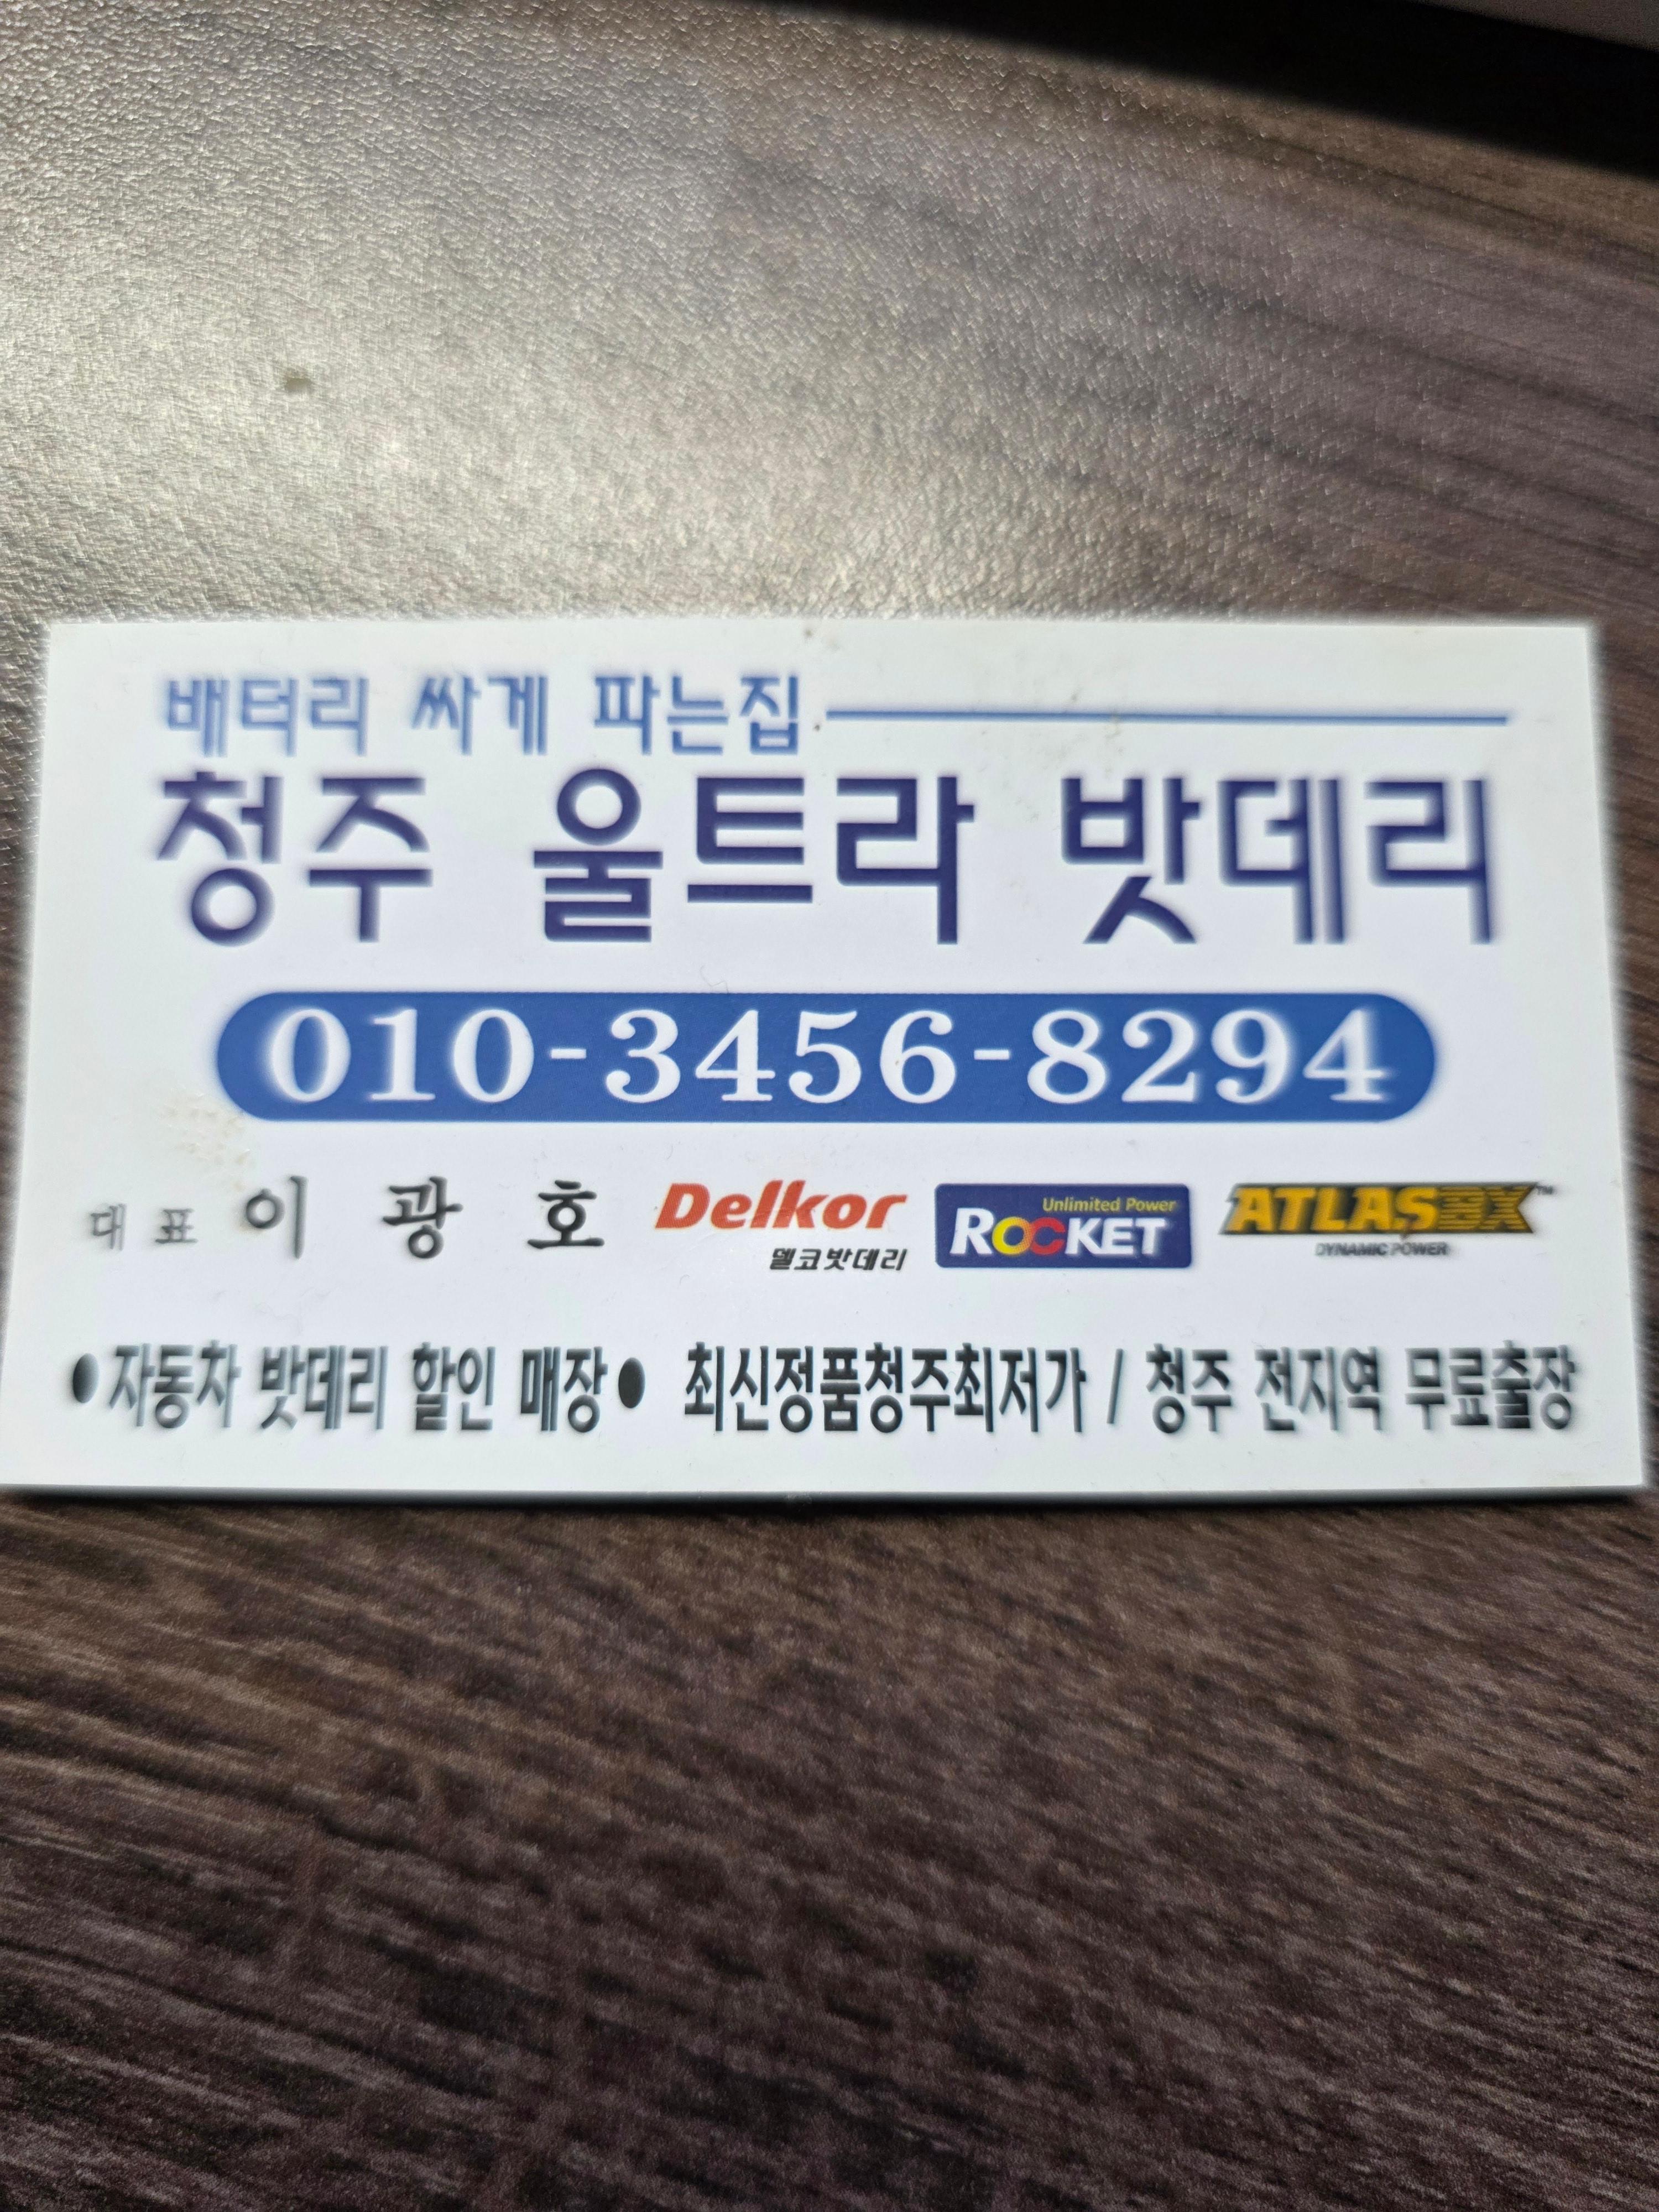 배터리 싸게 파는집
청주 울트라 밧데리
010-3456-8294
대표 이광호 Delkor 델코밧데리 Unlimited Power ROCKET ATLASBX™ DYNAMIC POWER
●자동차 밧데리 할인 매장● 최신정품청주최저가 / 청주 전지역 무료출장